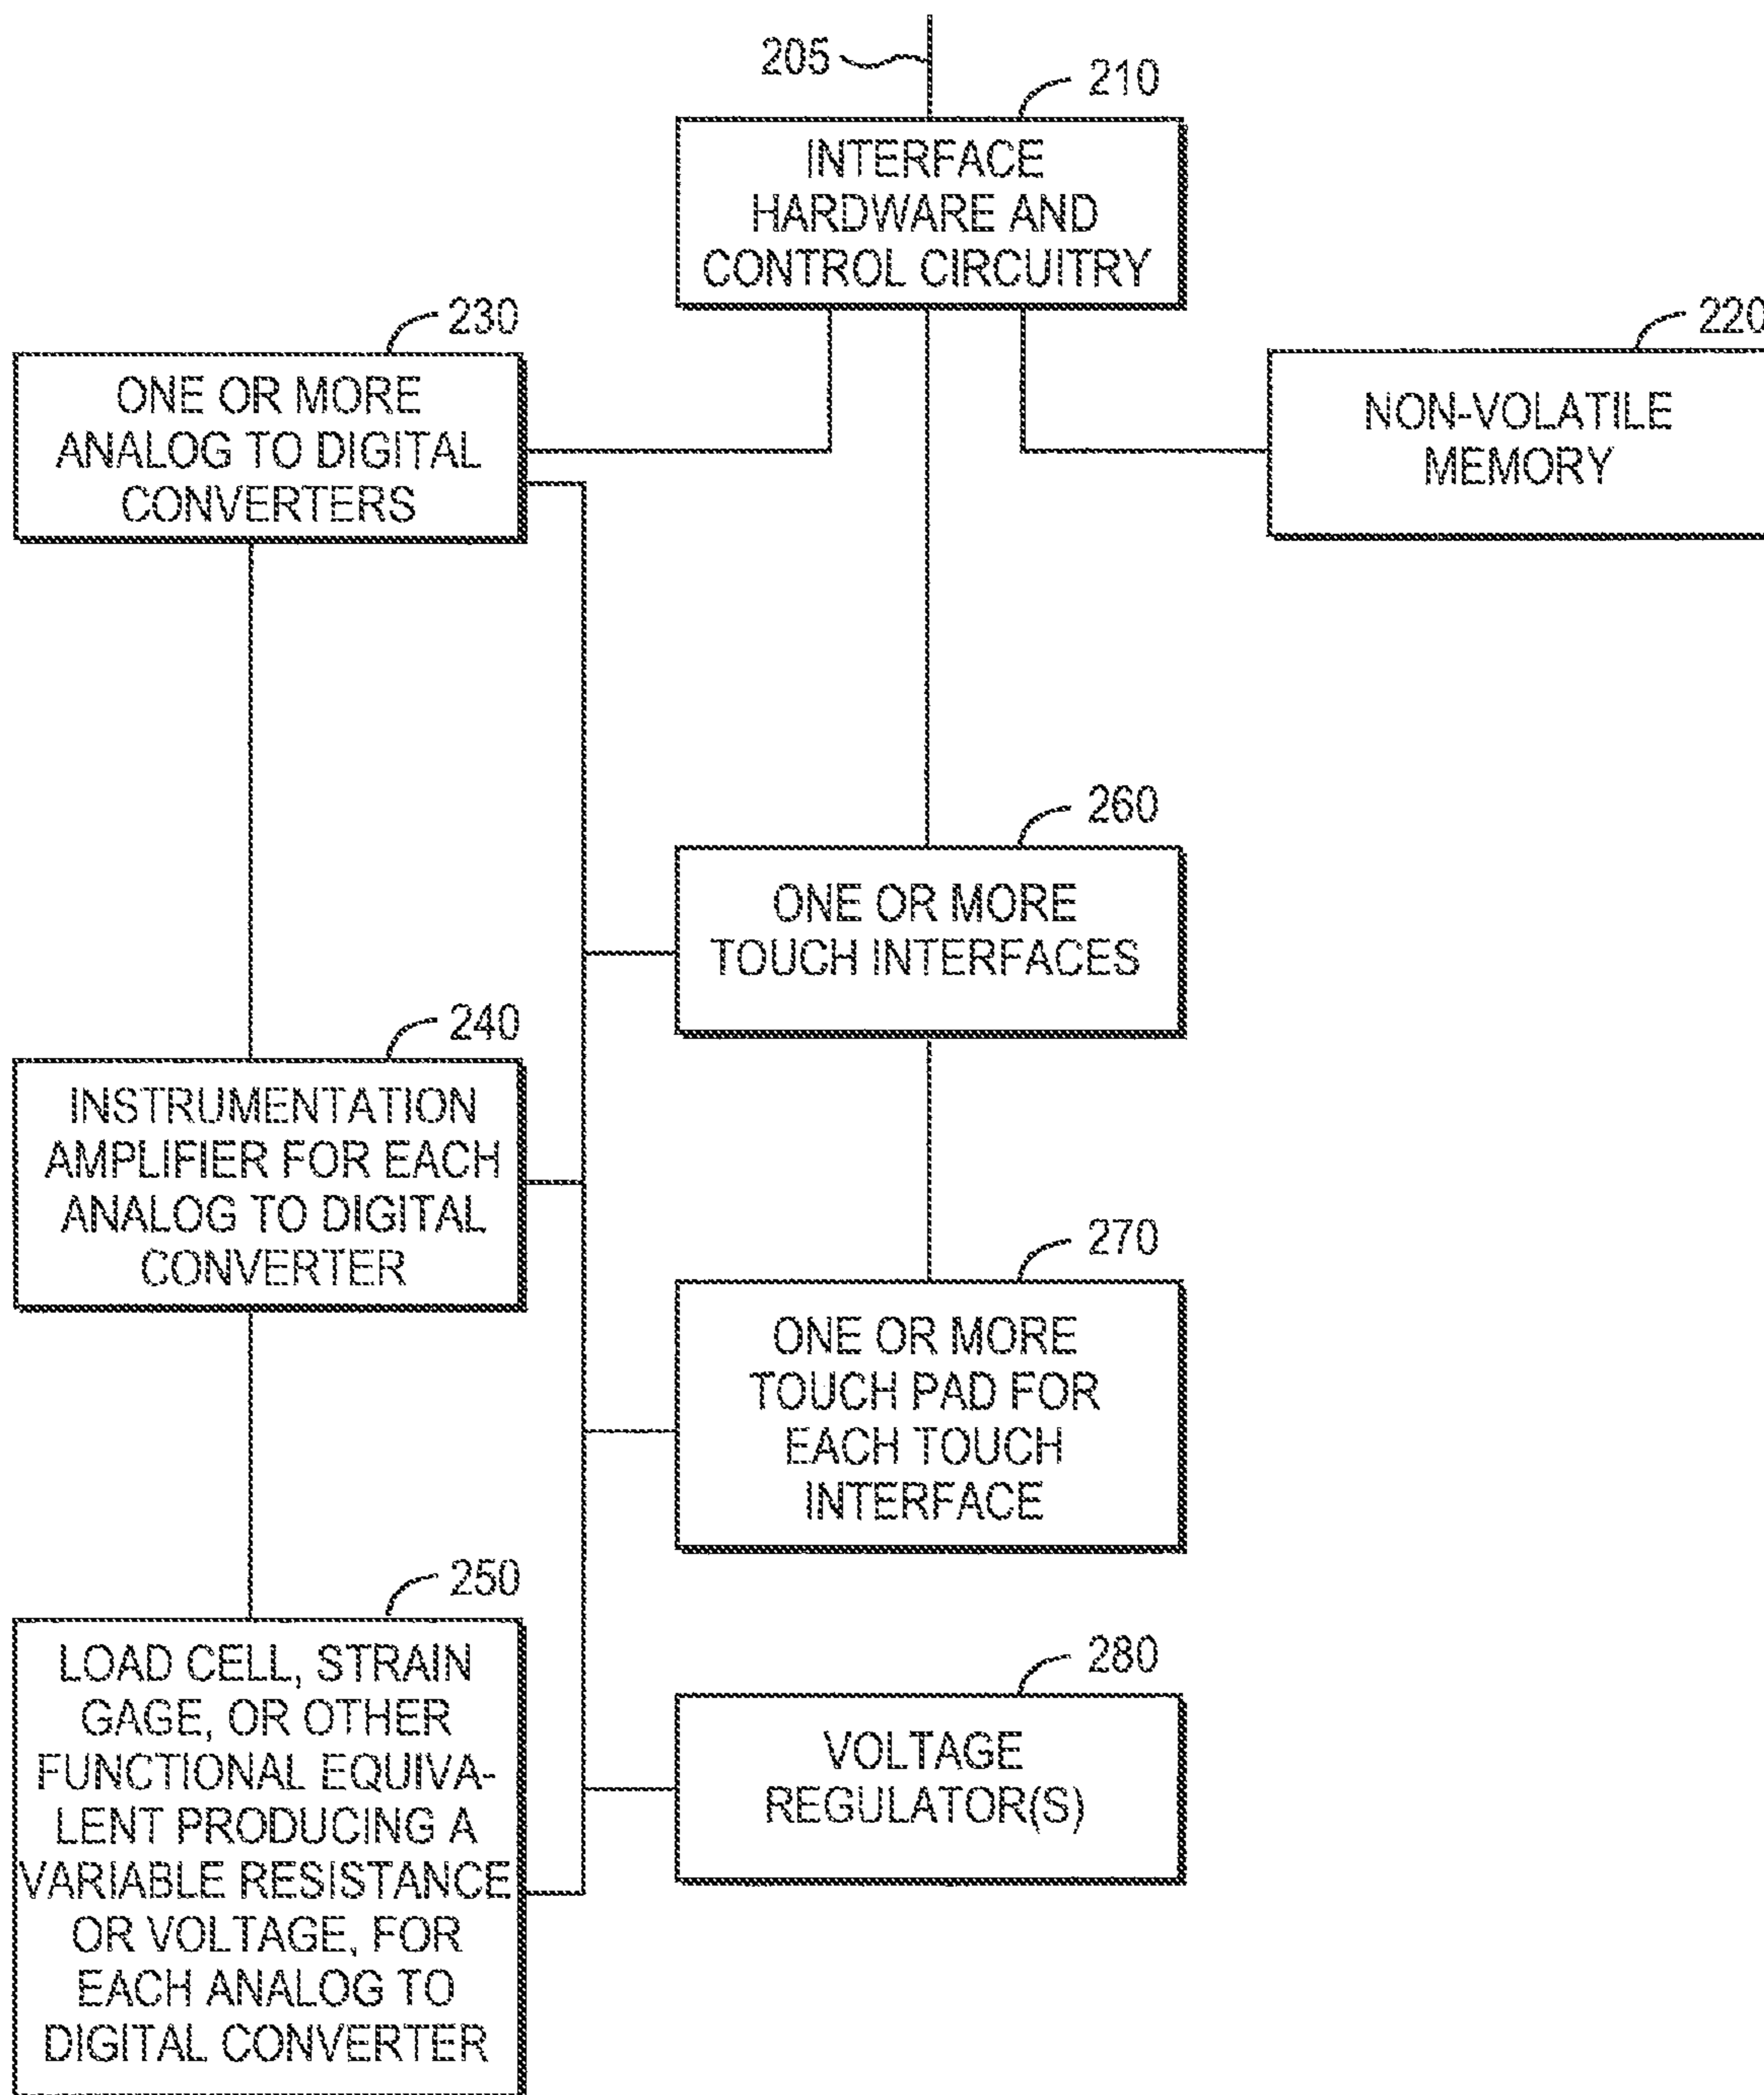 205
210
INTERFACE
HARDWARE AND
CONTROL CIRCUITRY
230
ONE OR MORE
ANALOG TO DIGITAL
CONVERTERS
220
NON-VOLATILE
MEMORY
260
ONE OR MORE
TOUCH INTERFACES
240
INSTRUMENTATION
AMPLIFIER FOR EACH
ANALOG TO DIGITAL
CONVERTER
270
ONE OR MORE
TOUCH PAD FOR
EACH TOUCH
INTERFACE
250
LOAD CELL, STRAIN
GAGE, OR OTHER
FUNCTIONAL EQUIVA-
LENT PRODUCING A
VARIABLE RESISTANCE
OR VOLTAGE, FOR
EACH ANALOG TO
DIGITAL CONVERTER
280
VOLTAGE
REGULATOR(S)